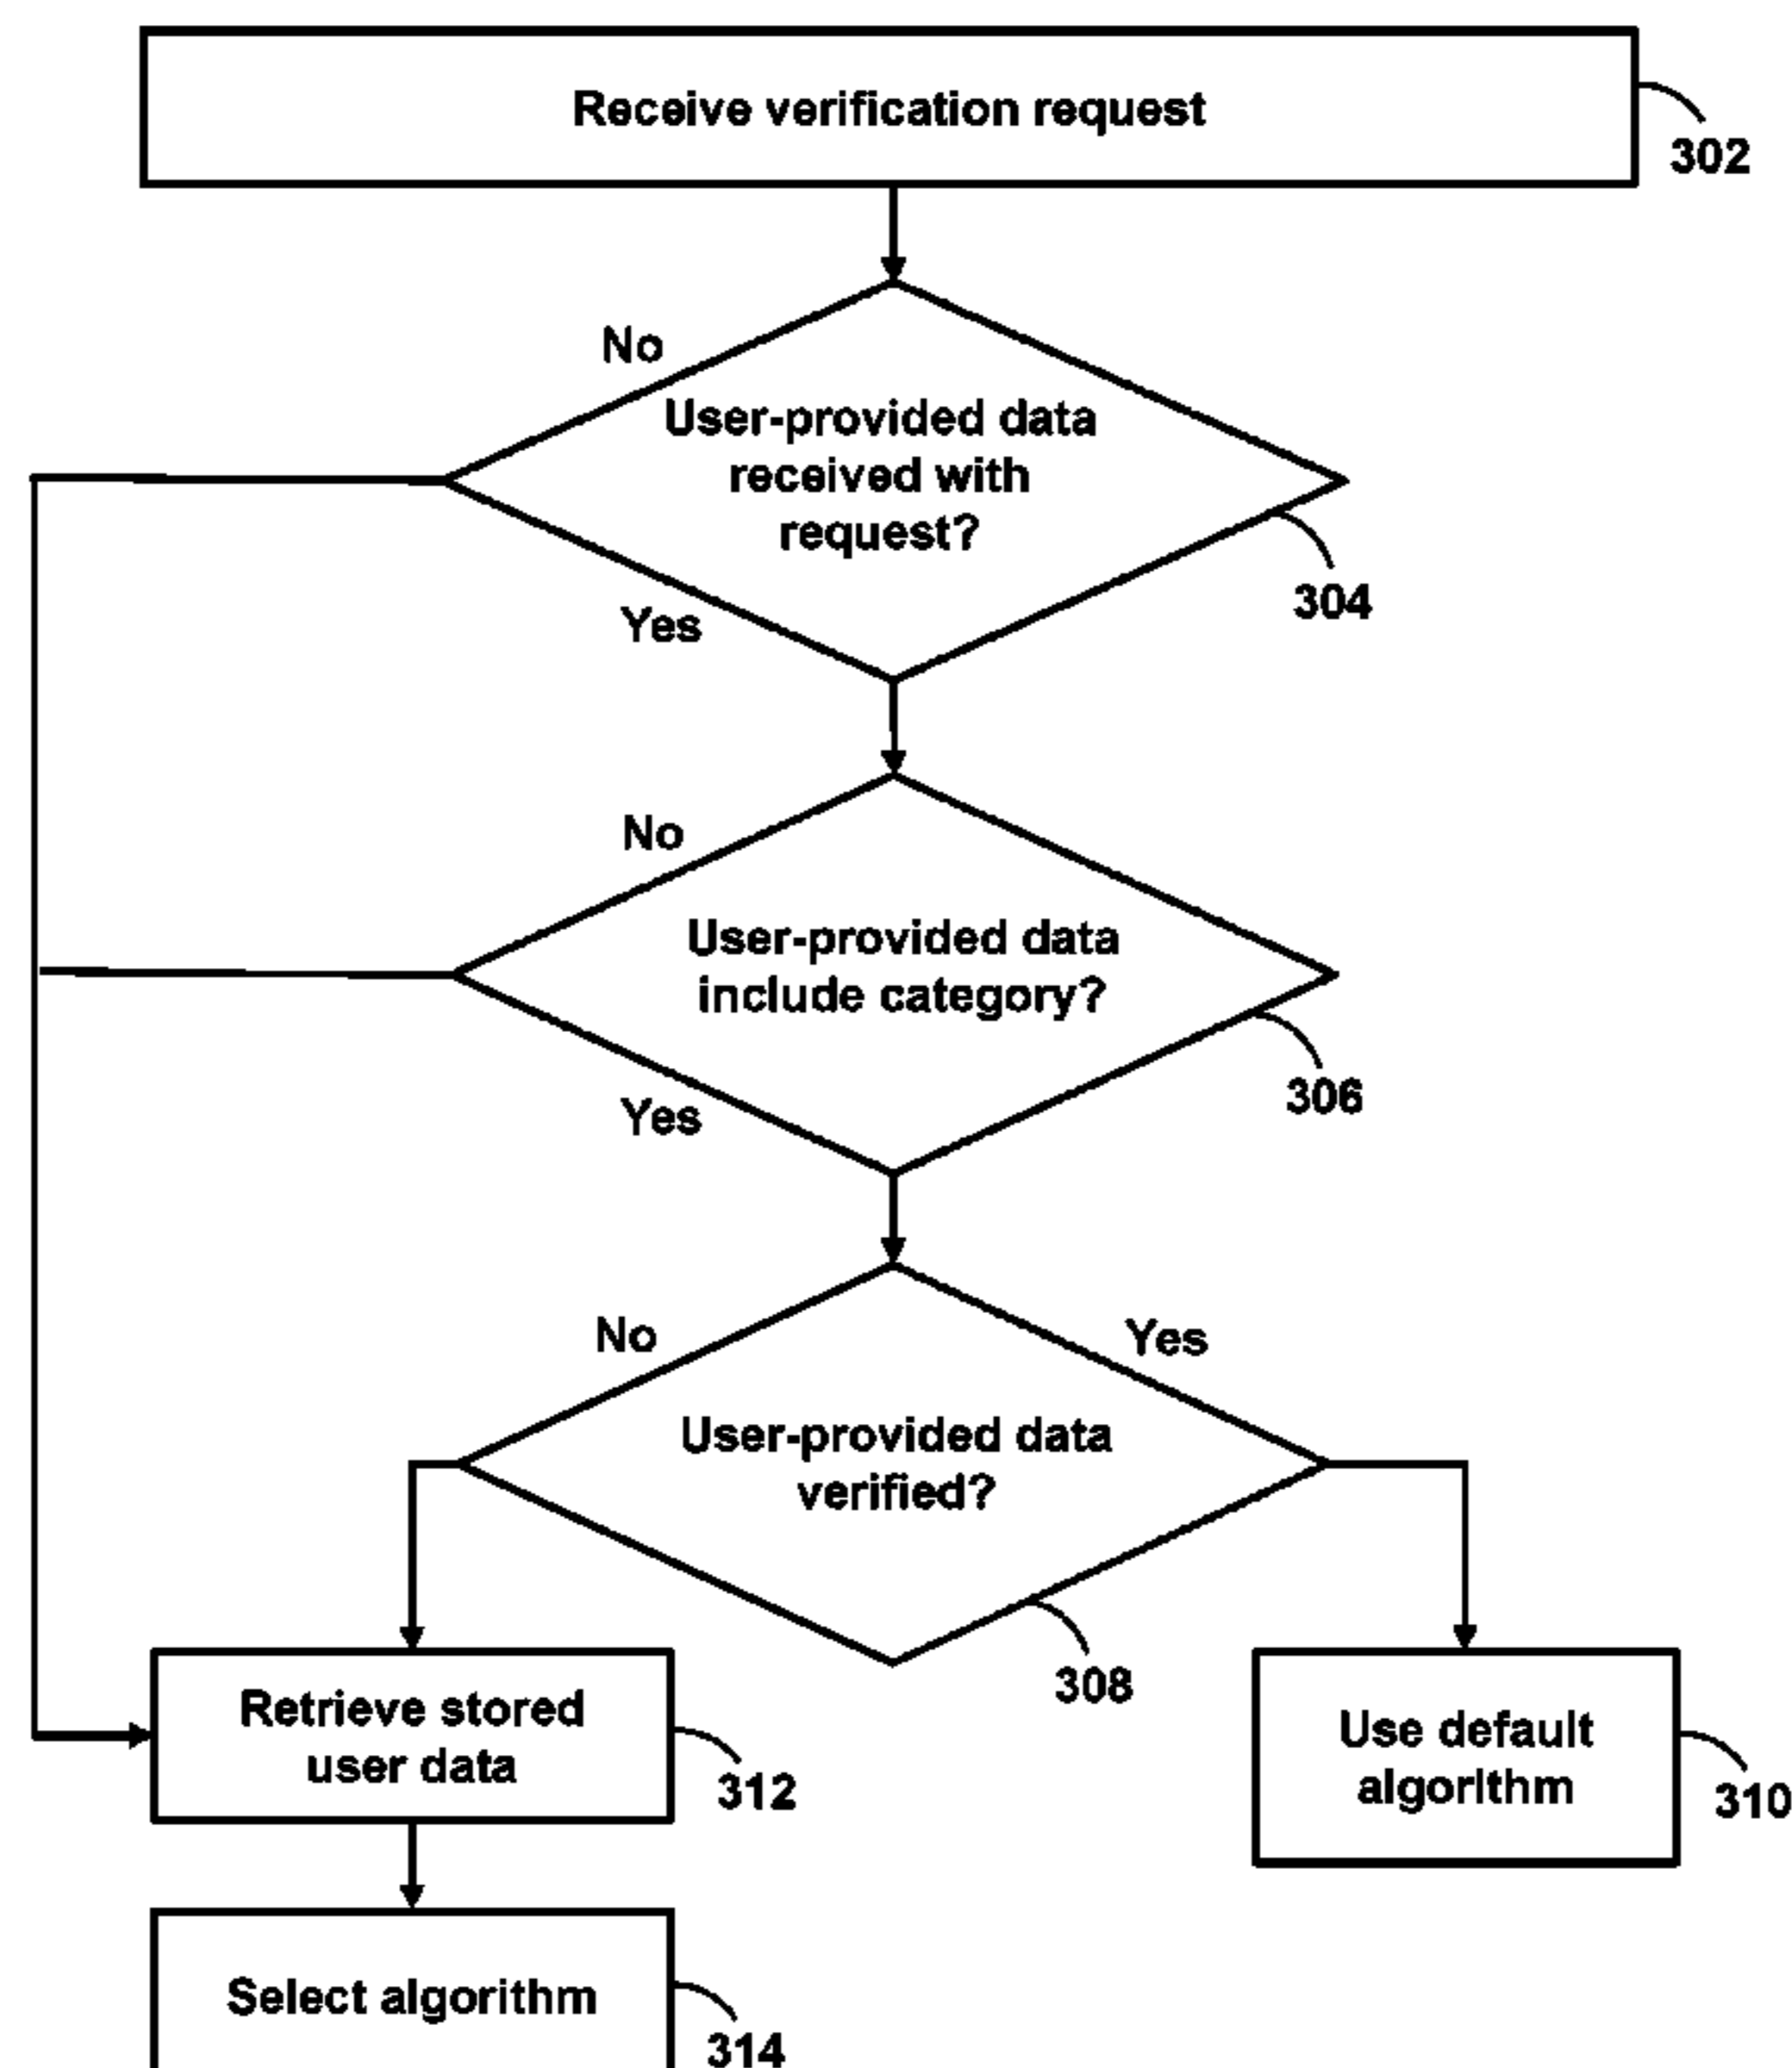 Receive verification request
302
No
User-provided data
received with
request?
304
Yes
No
User-provided data
include category?
306
Yes
No
Yes
User-provided data
verified?
308
Retrieve stored
user data
312
Use default
algorithm
310
Select algorithm
314